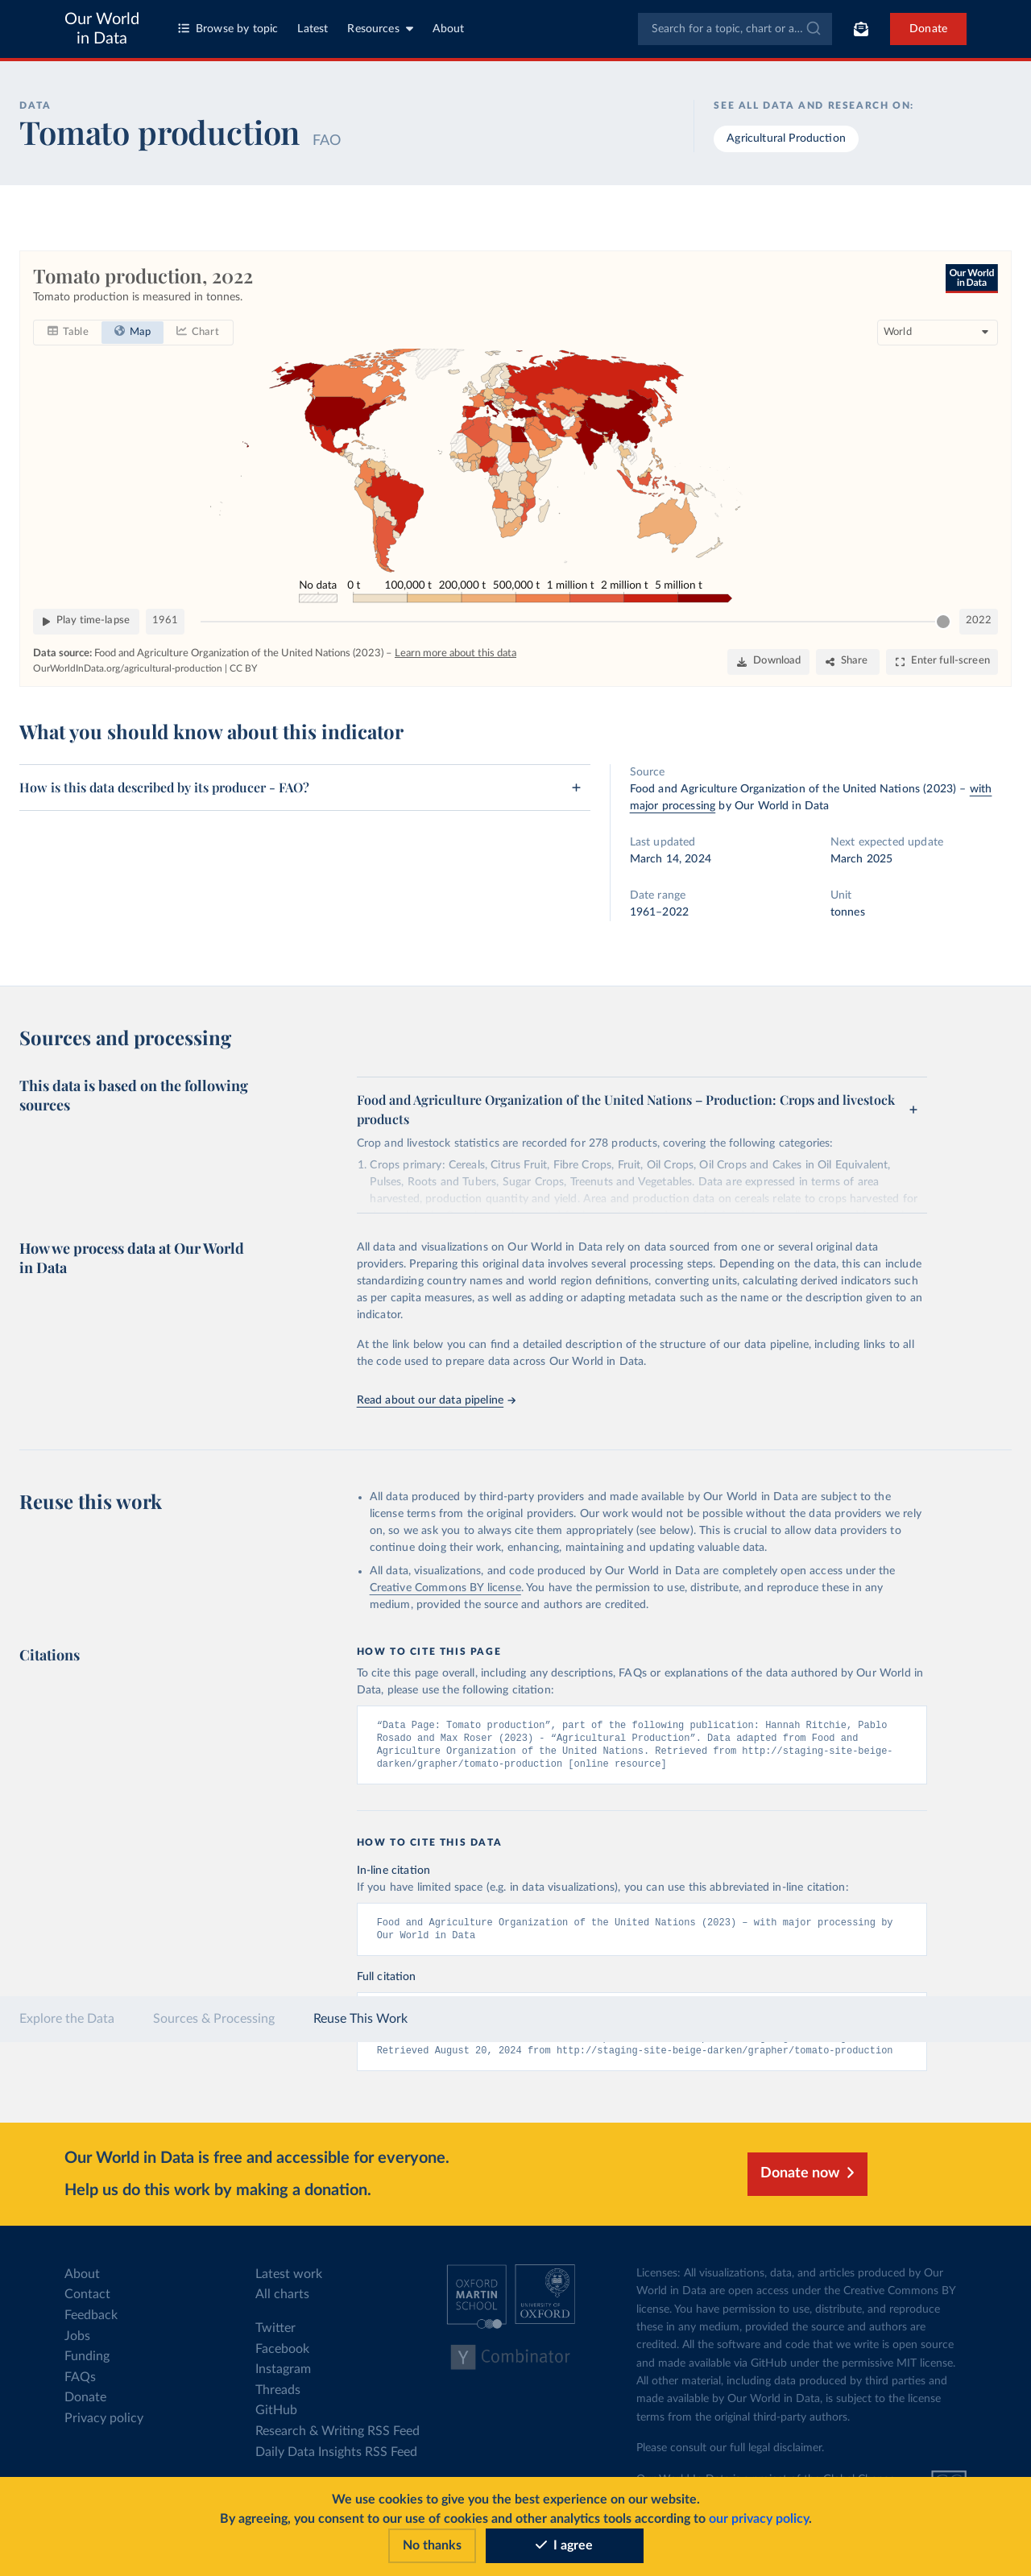 Our World
in Data
Browse by topic
Latest
Resources
About
Search for a topic, chart or a...
Donate
DATA
Tomato production FAO
SEE ALL DATA AND RESEARCH ON:
Agricultural Production
Tomato production, 2022
Tomato production is measured in tonnes.
Our World
in Data
Table
Map
Chart
World
No data
0 t
100,000 t
200,000 t
500,000 t
1 million t
2 million t
5 million t
Play time-lapse
1961
2022
Data source: Food and Agriculture Organization of the United Nations (2023) – Learn more about this data
OurWorldInData.org/agricultural-production | CC BY
Download
Share
Enter full-screen
What you should know about this indicator
How is this data described by its producer - FAO?
Source
Food and Agriculture Organization of the United Nations (2023) – with
major processing by Our World in Data
Last updated
March 14, 2024
Next expected update
March 2025
Date range
1961–2022
Unit
tonnes
Sources and processing
This data is based on the following
sources
Food and Agriculture Organization of the United Nations – Production: Crops and livestock
products
Crop and livestock statistics are recorded for 278 products, covering the following categories:
1. Crops primary: Cereals, Citrus Fruit, Fibre Crops, Fruit, Oil Crops, Oil Crops and Cakes in Oil Equivalent,
Pulses, Roots and Tubers, Sugar Crops, Treenuts and Vegetables. Data are expressed in terms of area
harvested, production quantity and yield. Area and production data on cereals relate to crops harvested for
How we process data at Our World
in Data
All data and visualizations on Our World in Data rely on data sourced from one or several original data
providers. Preparing this original data involves several processing steps. Depending on the data, this can include
standardizing country names and world region definitions, converting units, calculating derived indicators such
as per capita measures, as well as adding or adapting metadata such as the name or the description given to an
indicator.
At the link below you can find a detailed description of the structure of our data pipeline, including links to all
the code used to prepare data across Our World in Data.
Read about our data pipeline →
Reuse this work
• All data produced by third-party providers and made available by Our World in Data are subject to the
license terms from the original providers. Our work would not be possible without the data providers we rely
on, so we ask you to always cite them appropriately (see below). This is crucial to allow data providers to
continue doing their work, enhancing, maintaining and updating valuable data.
• All data, visualizations, and code produced by Our World in Data are completely open access under the
Creative Commons BY license. You have the permission to use, distribute, and reproduce these in any
medium, provided the source and authors are credited.
Citations
HOW TO CITE THIS PAGE
To cite this page overall, including any descriptions, FAQs or explanations of the data authored by Our World in
Data, please use the following citation:
“Data Page: Tomato production”, part of the following publication: Hannah Ritchie, Pablo
Rosado and Max Roser (2023) - “Agricultural Production”. Data adapted from Food and
Agriculture Organization of the United Nations. Retrieved from http://staging-site-beige-
darken/grapher/tomato-production [online resource]
HOW TO CITE THIS DATA
In-line citation
If you have limited space (e.g. in data visualizations), you can use this abbreviated in-line citation:
Food and Agriculture Organization of the United Nations (2023) – with major processing by
Our World in Data
Full citation
Explore the Data
Sources & Processing
Reuse This Work
Retrieved August 20, 2024 from http://staging-site-beige-darken/grapher/tomato-production
Our World in Data is free and accessible for everyone.
Help us do this work by making a donation.
Donate now
About
Contact
Feedback
Jobs
Funding
FAQs
Donate
Privacy policy
Latest work
All charts
Twitter
Facebook
Instagram
Threads
GitHub
Research & Writing RSS Feed
Daily Data Insights RSS Feed
OXFORD
MARTIN
SCHOOL
UNIVERSITY OF
OXFORD
Y Combinator
Licenses: All visualizations, data, and articles produced by Our
World in Data are open access under the Creative Commons BY
license. You have permission to use, distribute, and reproduce
these in any medium, provided the source and authors are
credited. All the software and code that we write is open source
and made available via GitHub under the permissive MIT license.
All other material, including data produced by third parties and
made available by Our World in Data, is subject to the license
terms from the original third-party authors.
Please consult our full legal disclaimer.
We use cookies to give you the best experience on our website.
By agreeing, you consent to our use of cookies and other analytics tools according to our privacy policy.
No thanks
I agree